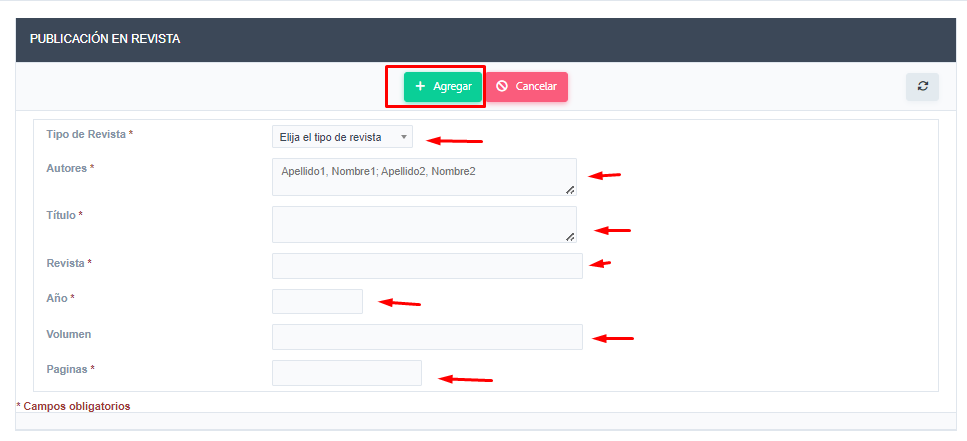 PUBLICACIÓN EN REVISTA
+ Agregar Cancelar
Tipo de Revista * Elija el tipo de revista
Autores * Apellido1, Nombre1; Apellido2, Nombre2
Título *
Revista *
Año *
Volumen
Paginas *
* Campos obligatorios